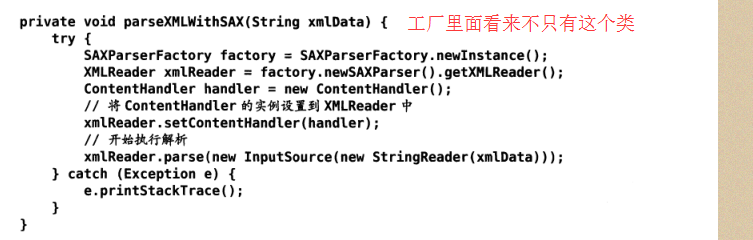 private void parseXMLWithSAX(String xmlData) { 工厂里面看来不只有这个类
    try {
        SAXParserFactory factory = SAXParserFactory.newInstance();
        XMLReader xmlReader = factory.newSAXParser().getXMLReader();
        ContentHandler handler = new ContentHandler();
        // 将 ContentHandler 的实例设置到 XMLReader 中
        xmlReader.setContentHandler(handler);
        // 开始执行解析
        xmlReader.parse(new InputSource(new StringReader(xmlData)));
    } catch (Exception e) {
        e.printStackTrace();
    }
}